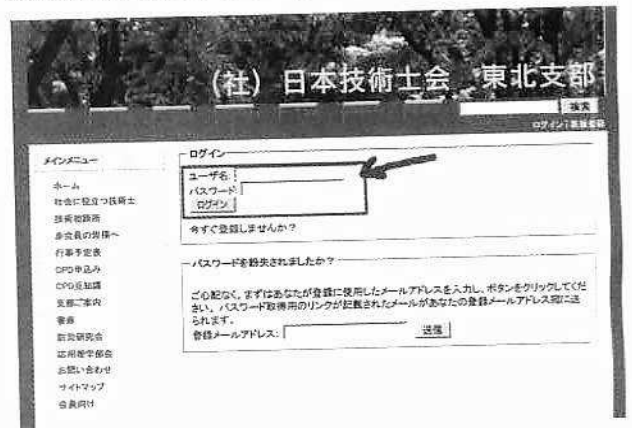 (社) 日本技術士会 東北支部
検索
メインメニュー
ホーム
社会に役立つ技術士
技術相談所
非会員の皆様へ
行事予定表
CPD申込み
CPD豆知識
支部ご案内
防災研究会
応用理学部会
お問い合わせ
サイトマップ
会員向け
ログイン
ユーザ名:
パスワード:
ログイン
今すぐ登録しませんか？
パスワードを紛失されましたか？
ご心配なく、まずはあなたが登録に使用したメールアドレスを入力し、ボタンをクリックしてくだ
さい。パスワード取得用のリンクが記載されたメールがあなたの登録メールアドレス宛に送
られます。
登録メールアドレス:
送信